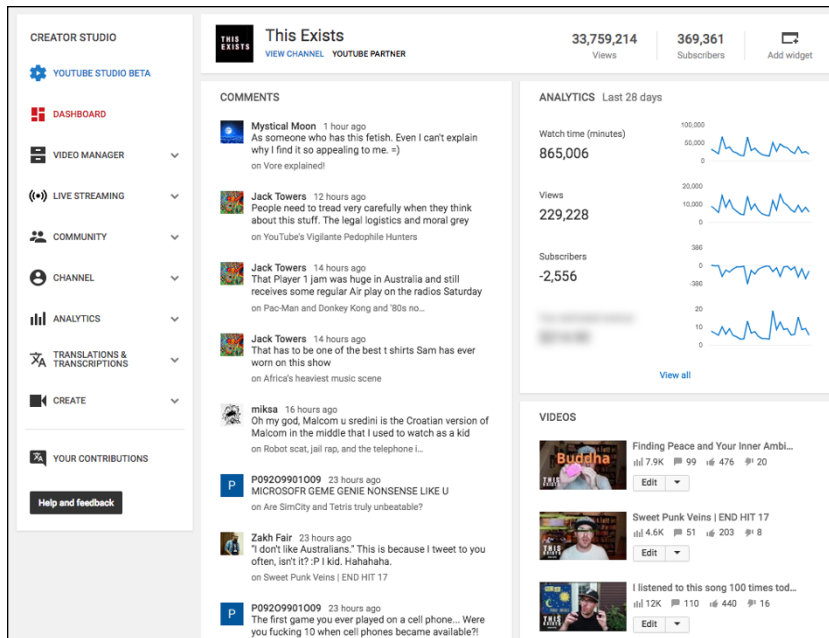 CREATOR STUDIO
YOUTUBE STUDIO BETA
DASHBOARD
VIDEO MANAGER
LIVE STREAMING
COMMUNITY
CHANNEL
ANALYTICS
TRANSLATIONS &
TRANSCRIPTIONS
CREATE
YOUR CONTRIBUTIONS
Help and feedback
THIS
EXISTS
This Exists
VIEW CHANNEL YOUTUBE PARTNER
33,759,214
Views
369,361
Subscribers
Add widget
COMMENTS
Mystical Moon 1 hour ago
As someone who has this fetish. Even I can't explain
why I find it so appealing to me. =)
on Vore explained!
Jack Towers 12 hours ago
People need to tread very carefully when they think
about this stuff. The legal logistics and moral grey
on YouTube's Vigilante Pedophile Hunters
Jack Towers 14 hours ago
That Player 1 jam was huge in Australia and still
receives some regular Air play on the radios Saturday
on Pac-Man and Donkey Kong and '80s no...
Jack Towers 14 hours ago
That has to be one of the best t shirts Sam has ever
worn on this show
on Africa's heaviest music scene
miksa 16 hours ago
Oh my god, Malcom u sredini is the Croatian version of
Malcom in the middle that I used to watch as a kid
on Robot scat, jail rap, and the telephone i...
P
P092O9901O09 23 hours ago
MICROSOFR GEME GENIE NONSENSE LIKE U
on Are SimCity and Tetris truly unbeatable?
Zakh Fair 23 hours ago
"I don't like Australians." This is because I tweet to you
often, isn't it? :P I kid. Hahahaha.
on Sweet Punk Veins | END HIT 17
P
P092O9901O09 23 hours ago
The first game you ever played on a cell phone... Were
you fucking 10 when cell phones became available?!
ANALYTICS Last 28 days
Watch time (minutes)
865,006
100,000
50,000
0
Views
229,228
20,000
10,000
0
Subscribers
-2,556
386
0
-386
20
10
0
View all
VIDEOS
Buddha
THIS
EXISTS
Finding Peace and Your Inner Ambi...
7.9K 99 476 20
Edit
THIS
EXISTS
Sweet Punk Veins | END HIT 17
4.6K 51 203 8
Edit
THIS
EXISTS
I listened to this song 100 times tod...
12K 110 440 16
Edit